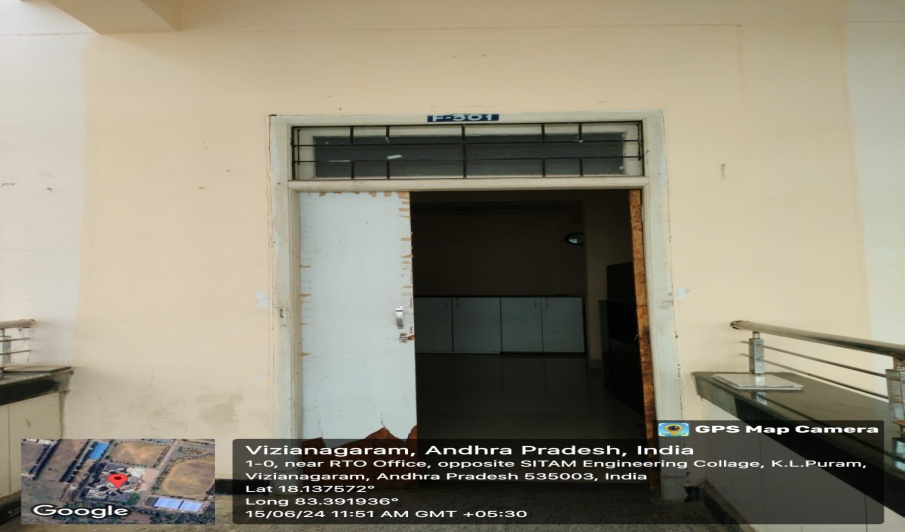 F-301
GPS Map Camera
Vizianagaram, Andhra Pradesh, India
1-0, near RTO Office, opposite SITAM Engineering Collage, K.L.Puram,
Vizianagaram, Andhra Pradesh 535003, India
Lat 18.137572°
Long 83.391936°
15/06/24 11:51 AM GMT +05:30
Google